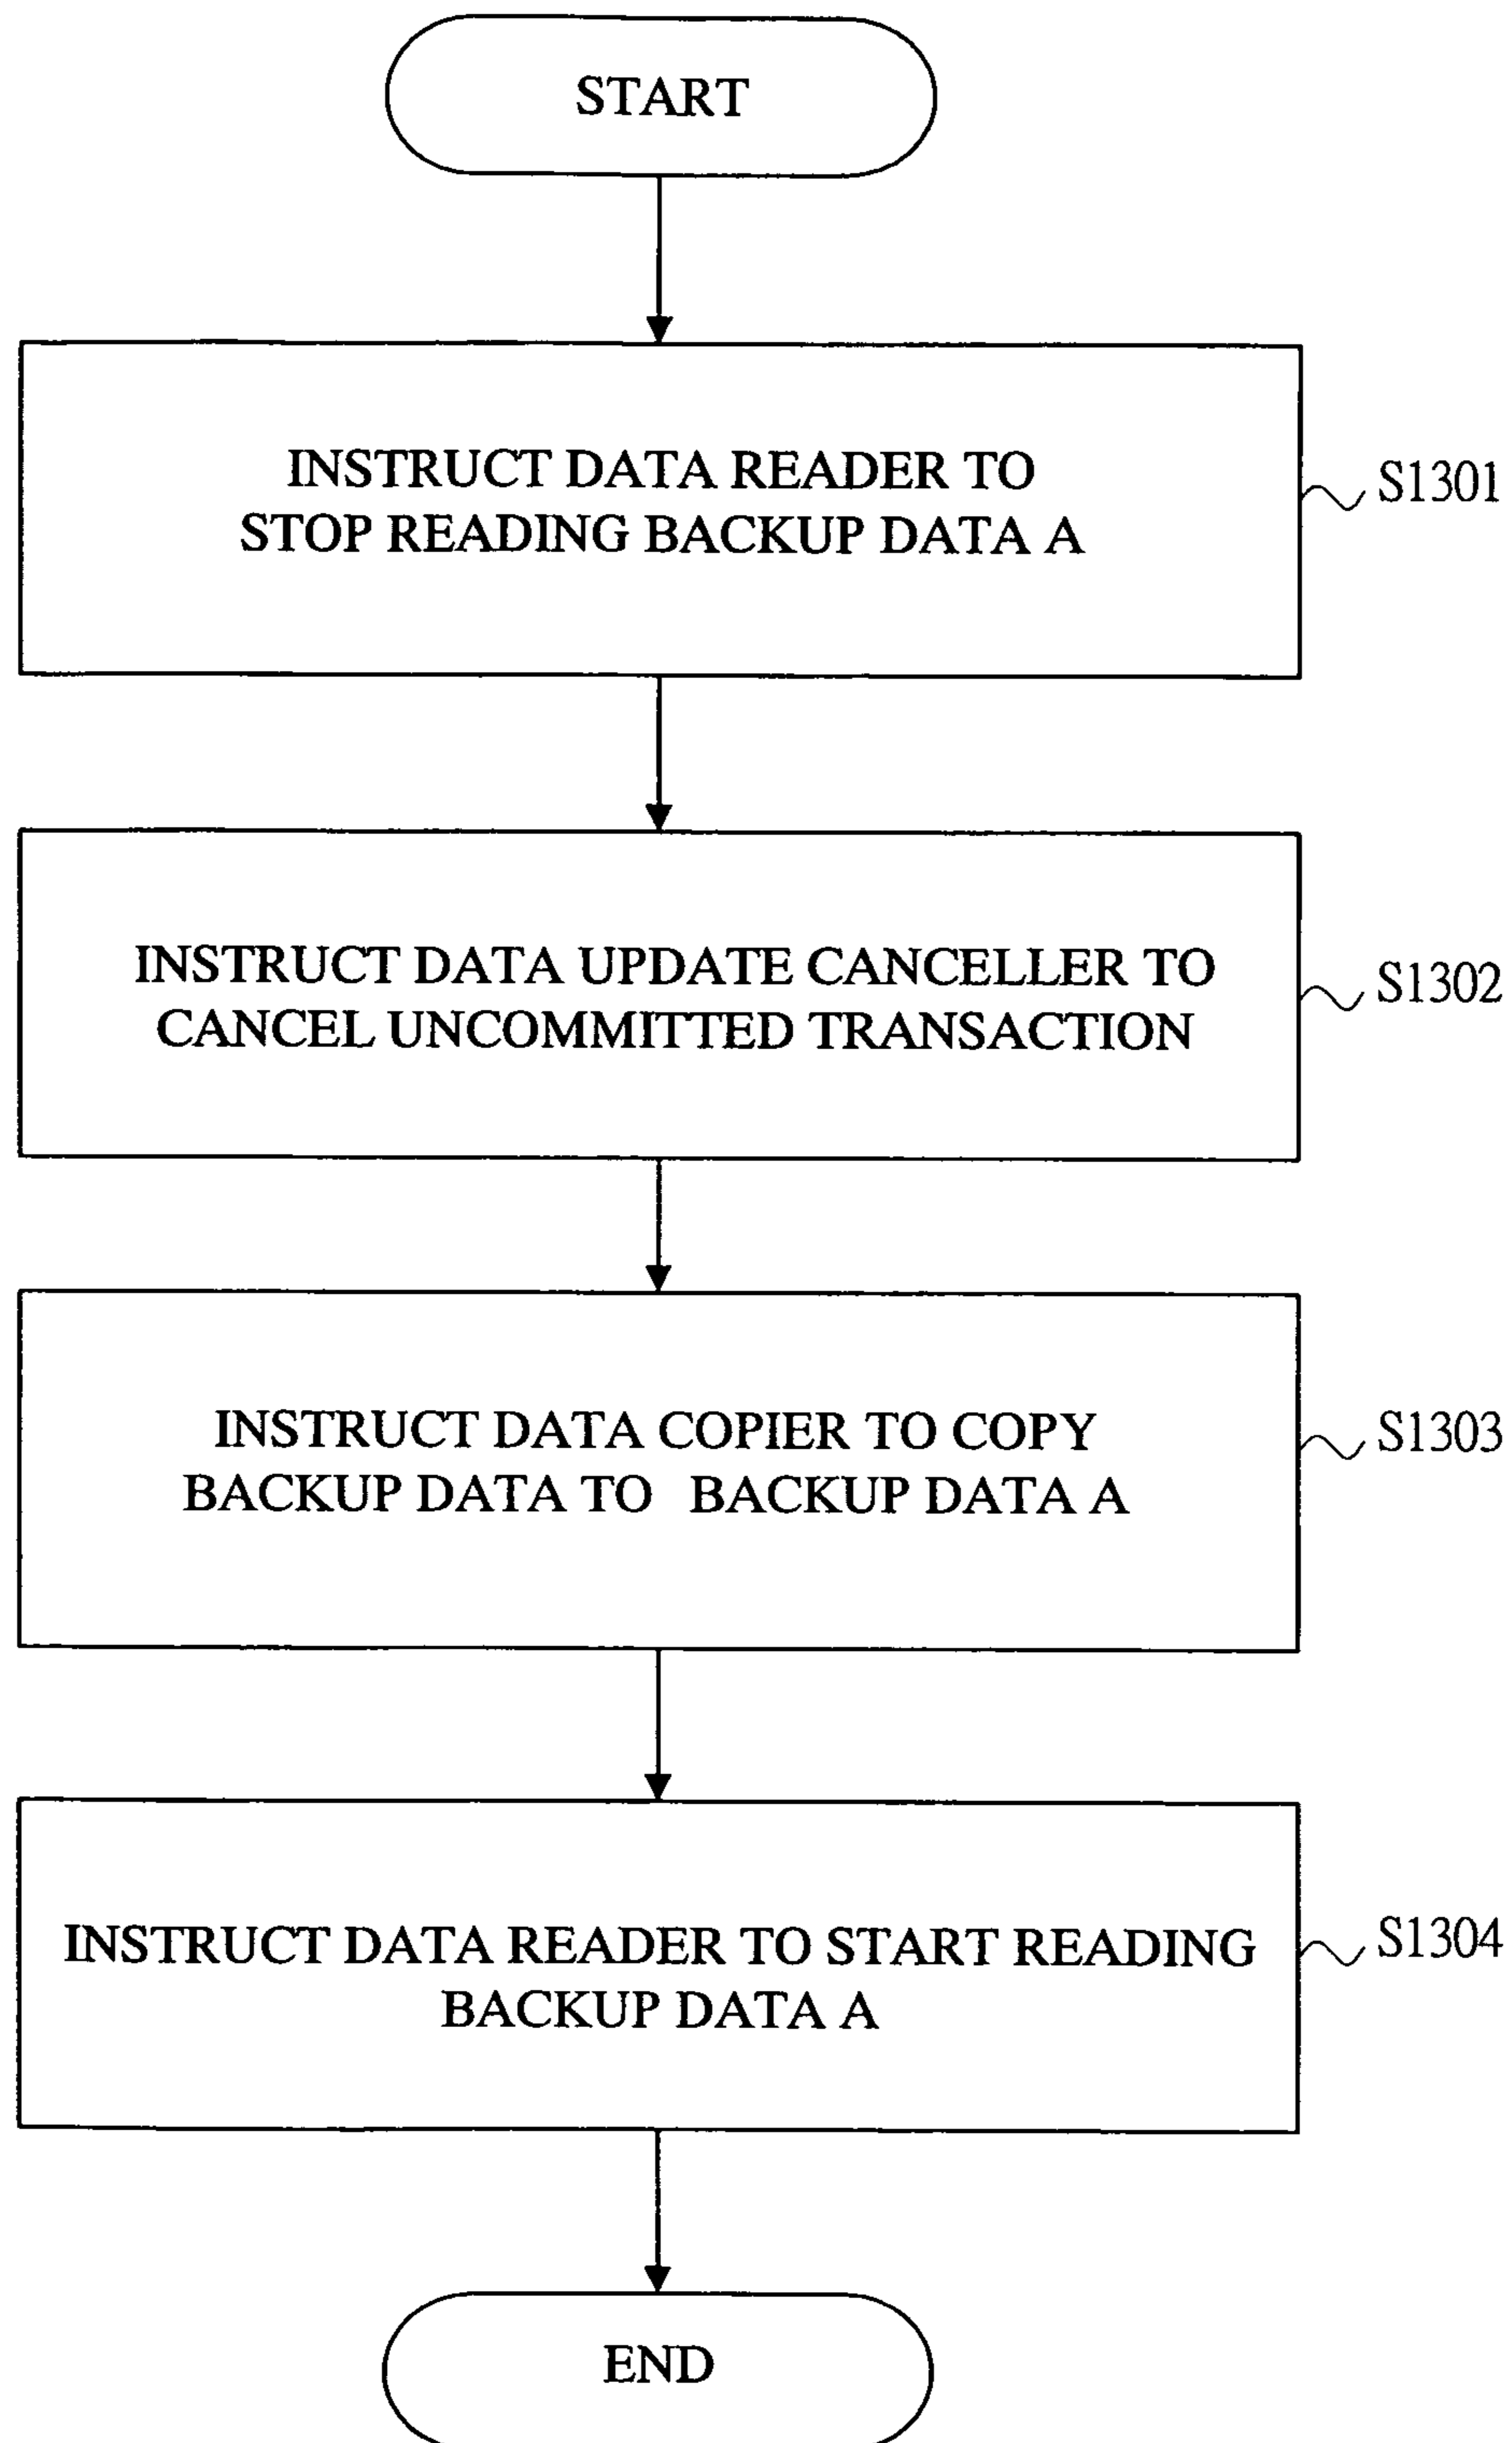 START
INSTRUCT DATA READER TO
STOP READING BACKUP DATA A
S1301
INSTRUCT DATA UPDATE CANCELLER TO
CANCEL UNCOMMITTED TRANSACTION
S1302
INSTRUCT DATA COPIER TO COPY
BACKUP DATA TO BACKUP DATA A
S1303
INSTRUCT DATA READER TO START READING
BACKUP DATA A
S1304
END